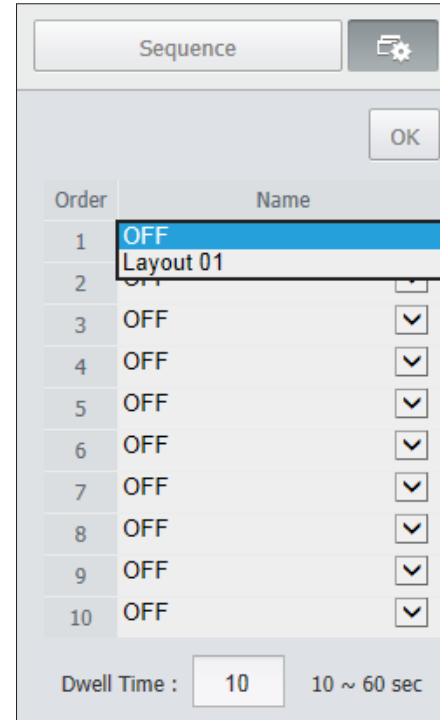 Sequence
OK
Order Name
1 OFF
Layout 01
2 OFF
3 OFF
4 OFF
5 OFF
6 OFF
7 OFF
8 OFF
9 OFF
10 OFF
Dwell Time : 10 10 ~ 60 sec